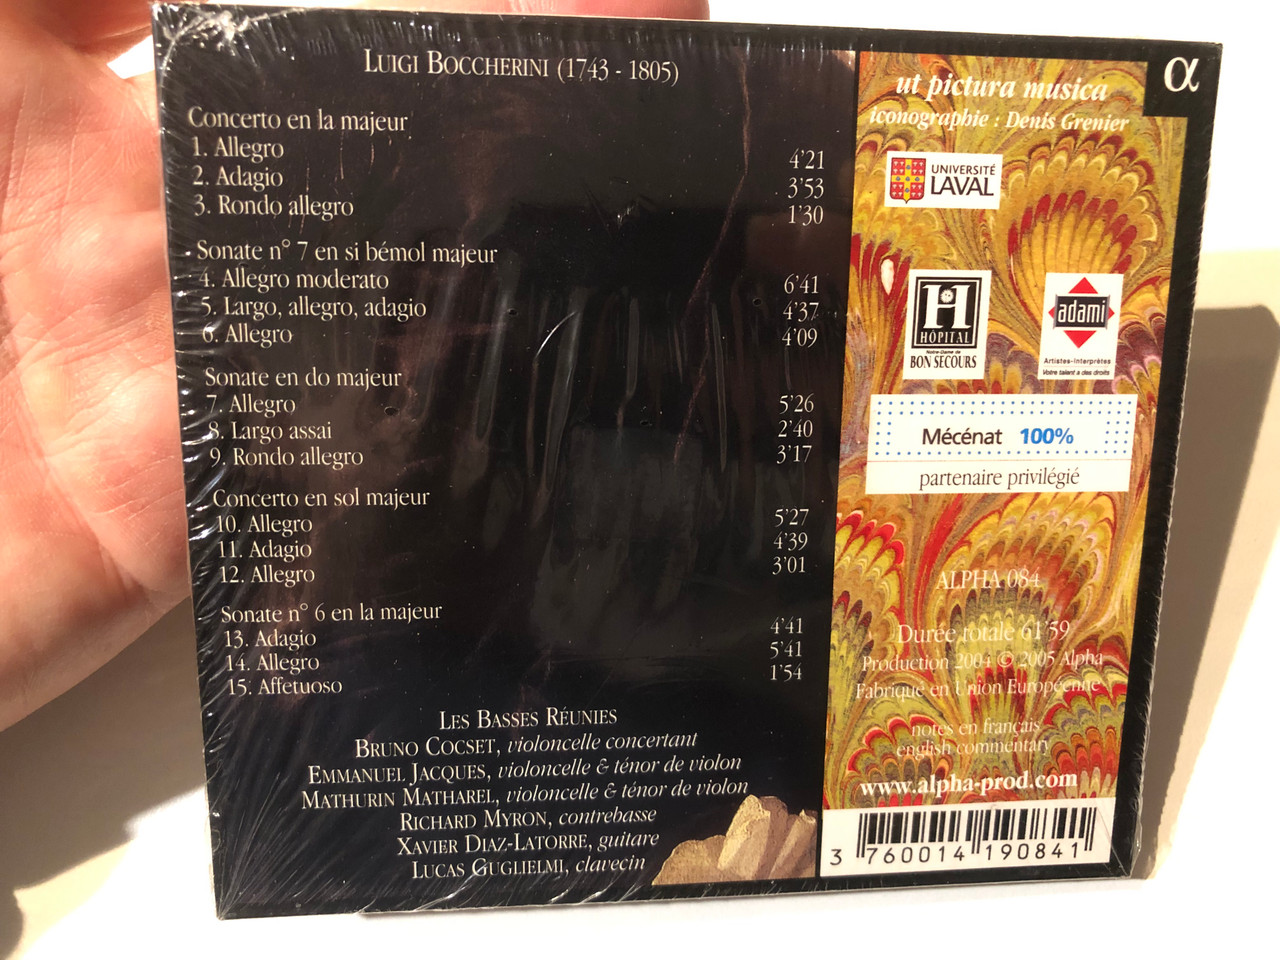 LUIGI BOCCHERINI (1743 - 1805)
Concerto en la majeur
1. Allegro 4'21
2. Adagio 3'53
3. Rondo allegro 1'30
Sonate n° 7 en si bémol majeur
4. Allegro moderato 6'41
5. Largo, allegro, adagio 4'37
6. Allegro 4'09
Sonate en do majeur
7. Allegro 5'26
8. Largo assai 2'40
9. Rondo allegro 3'17
Concerto en sol majeur
10. Allegro 5'27
11. Adagio 4'39
12. Allegro 3'01
Sonate n° 6 en la majeur
13. Adagio 4'41
14. Allegro 5'41
15. Affetuoso 1'54
LES BASSES RÉUNIES
BRUNO COCSET, violoncelle concertant
EMMANUEL JACQUES, violoncelle & ténor de violon
MATHURIN MATHAREL, violoncelle & ténor de violon
RICHARD MYRON, contrebasse
XAVIER DIAZ-LATORRE, guitare
LUCAS GUGLIELMI, clavecin
α
ut pictura musica
iconographie : Denis Grenier
UNIVERSITÉ
LAVAL
H
HÔPITAL
Notre-Dame de
BON SECOURS
adami
Artistes-Interprètes
Votre talent a des droits
Mécénat 100%
partenaire privilégié
ALPHA 084
Durée totale 61'59
Production 2004 © 2005 Alpha
Fabriqué en Union Européenne
notes en français
english commentary
www.alpha-prod.com
3 760014 190841